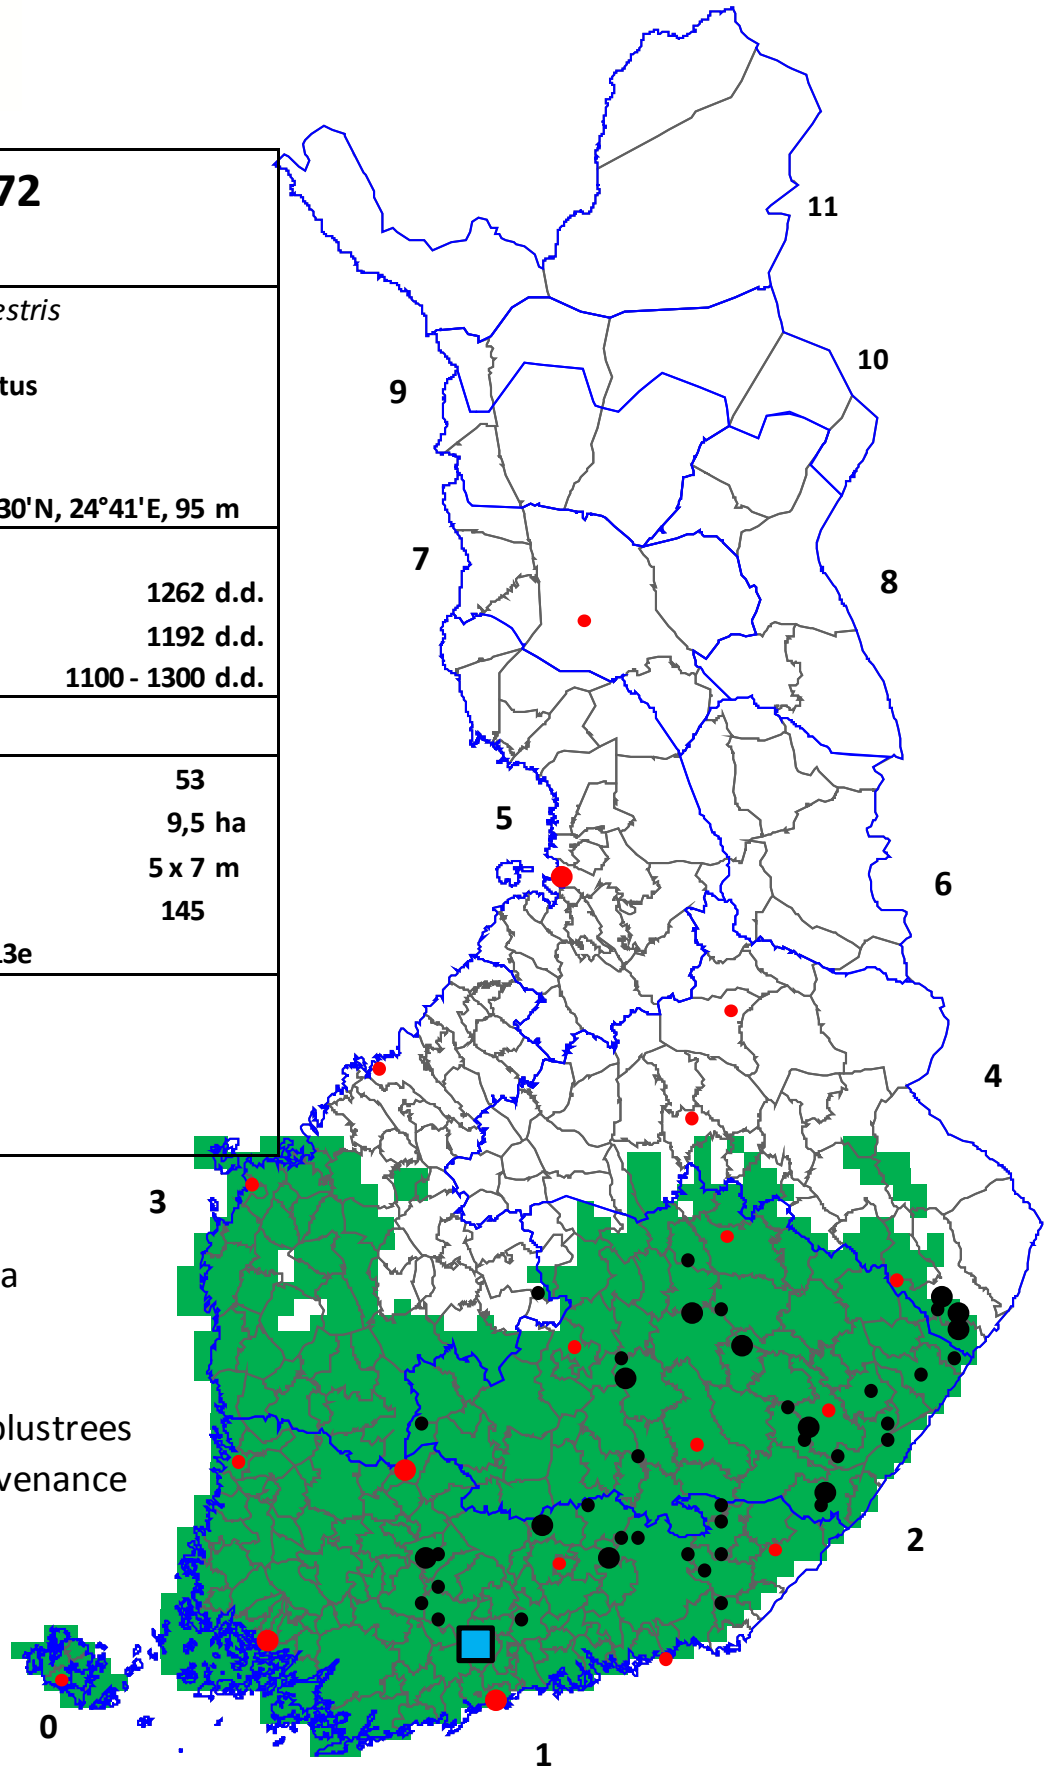 72
estris
tus
30'N, 24°41'E, 95 m
1262 d.d.
1192 d.d.
1100 - 1300 d.d.
53
9,5 ha
5 x 7 m
145
13e
a
plustrees
venance
11
10
9
7
8
5
6
4
3
2
0
1